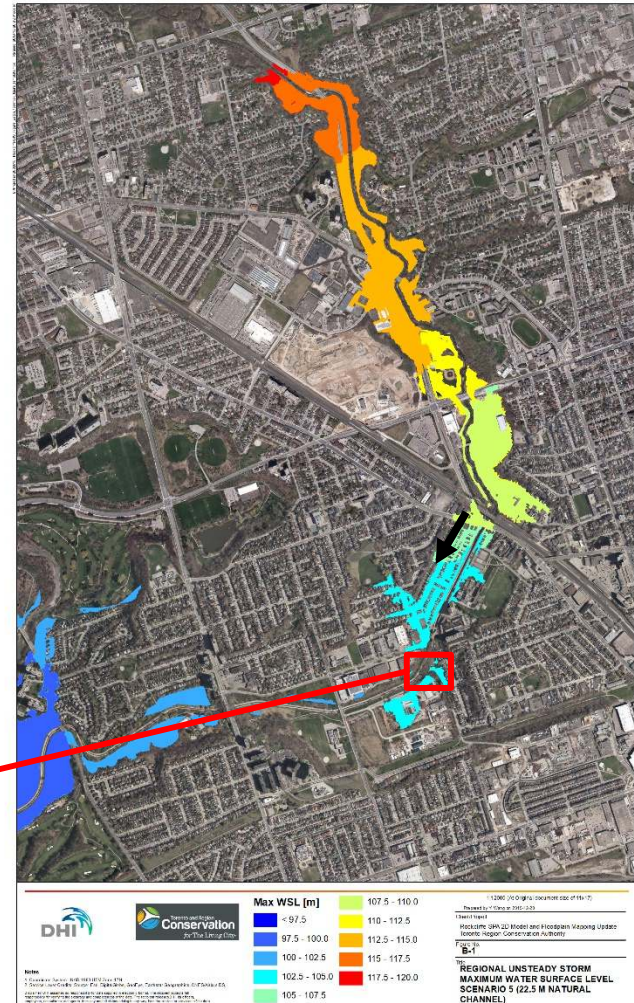 DHI
Toronto and Region
Conservation
for The Living City
Max WSL [m]
< 97.5
97.5 - 100.0
100 - 102.5
102.5 - 105.0
105 - 107.5
107.5 - 110.0
110 - 112.5
112.5 - 115.0
115 - 117.5
117.5 - 120.0
Notes
Rockcliffe SPA 2D Model and Floodplain Mapping Update
Toronto Region Conservation Authority
Figure No.
B-1
Title
REGIONAL UNSTEADY STORM
MAXIMUM WATER SURFACE LEVEL
SCENARIO 5 (22.5 M NATURAL
CHANNEL)